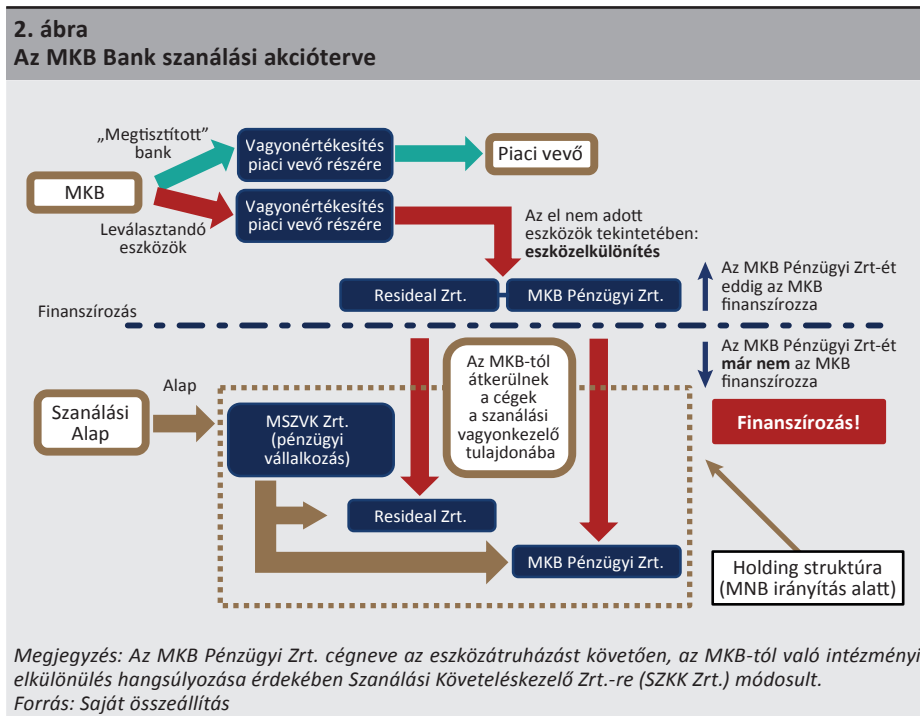 2. ábra
Az MKB Bank szanálási akcióterve
„Megtisztított”
bank
Vagyonértékesítés
piaci vevő részére
Piaci vevő
MKB
Vagyonértékesítés
piaci vevő részére
Leválasztandó
eszközök
Az el nem adott
eszközök tekintetében:
eszközelkülönítés
Resideal Zrt.
MKB Pénzügyi Zrt.
Az MKB Pénzügyi Zrt-ét
eddig az MKB
finanszírozza
Finanszírozás
Az MKB Pénzügyi Zrt-ét
már nem az MKB
finanszírozza
Az MKB-tól
átkerülnek
a cégek
a szanálási
vagyonkezelő
tulajdonába
Alap
Szanálási
Alap
MSZVK Zrt.
(pénzügyi
vállalkozás)
Finanszírozás!
Resideal Zrt.
MKB Pénzügyi Zrt.
Holding struktúra
(MNB irányítás alatt)
Megjegyzés: Az MKB Pénzügyi Zrt. cégneve az eszközátruházást követően, az MKB-tól való intézményi
elkülönülés hangsúlyozása érdekében Szanálási Követeléskezelő Zrt.-re (SZKK Zrt.) módosult.
Forrás: Saját összeállítás